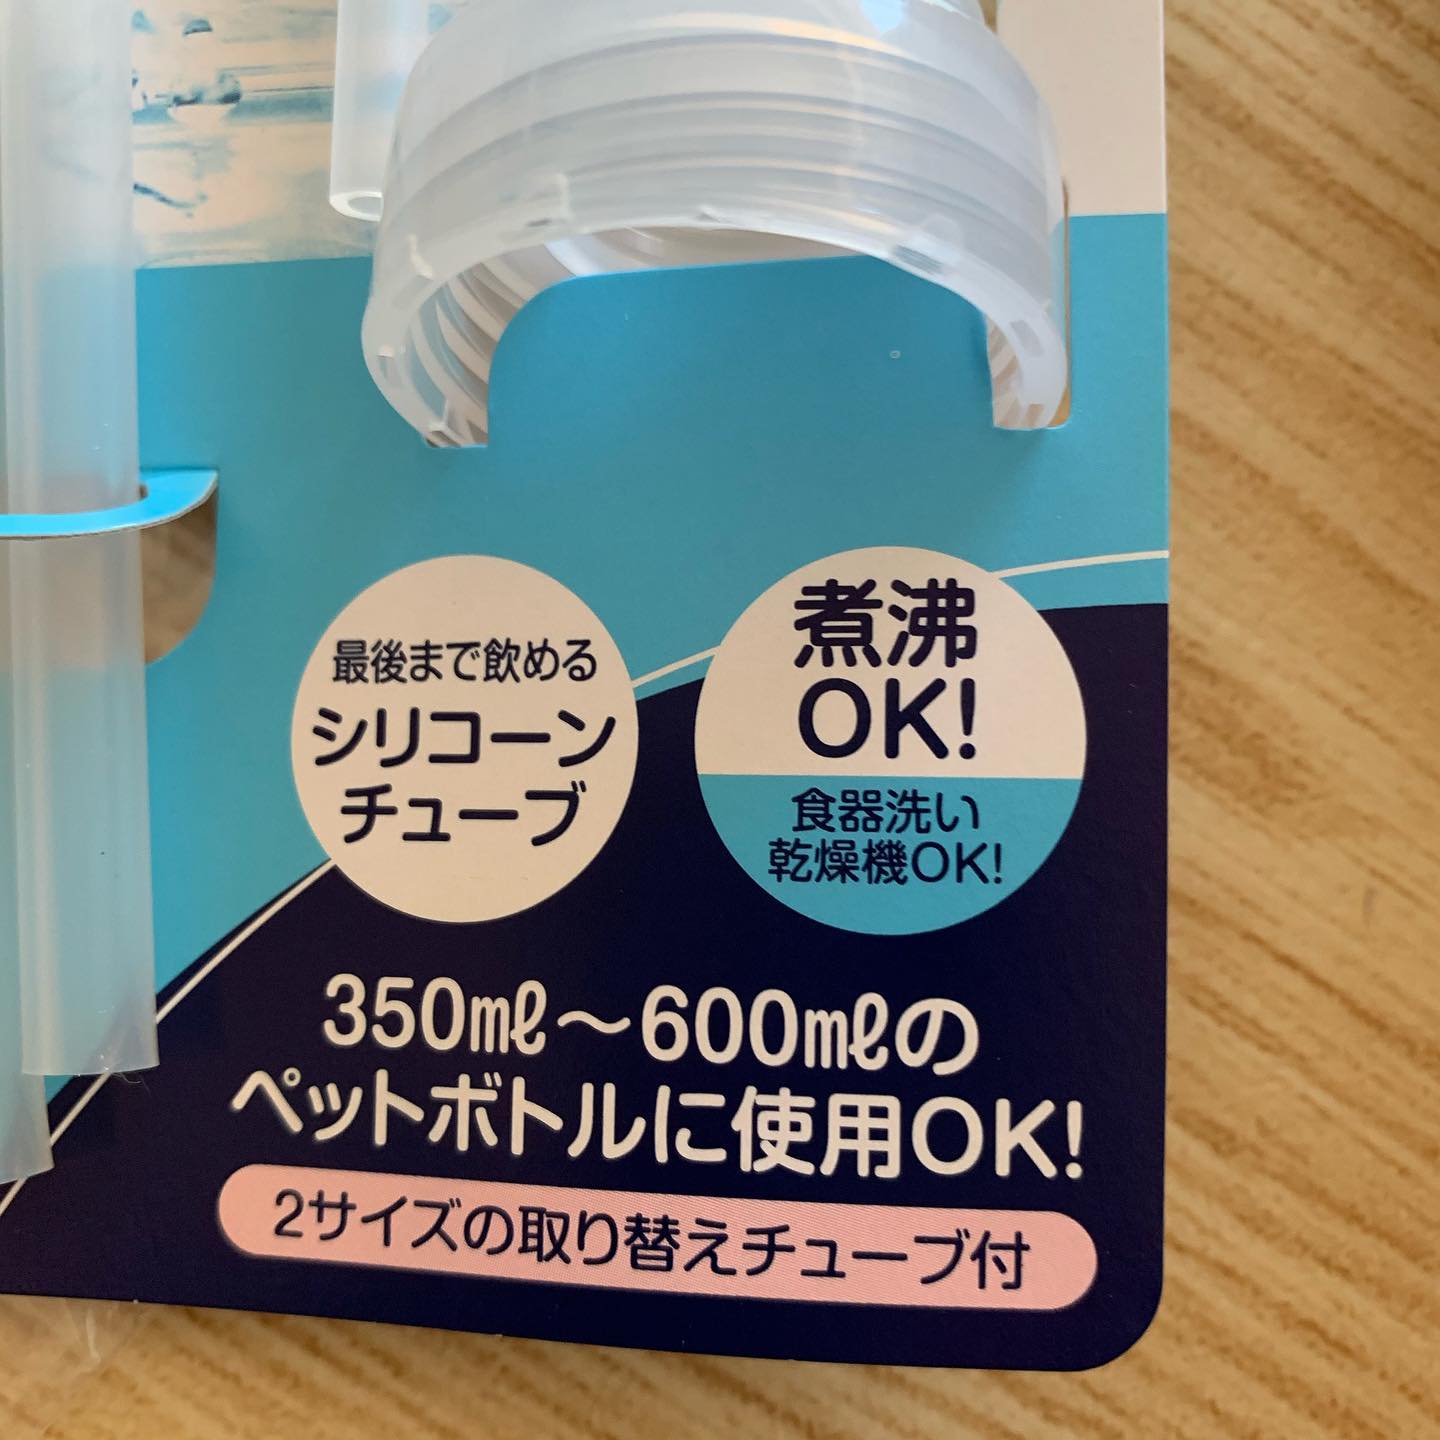 最後まで飲める
シリコーン
チューブ
煮沸
OK!
食器洗い
乾燥機OK!
350㎖〜600㎖の
ペットボトルに使用OK!
2サイズの取り替えチューブ付